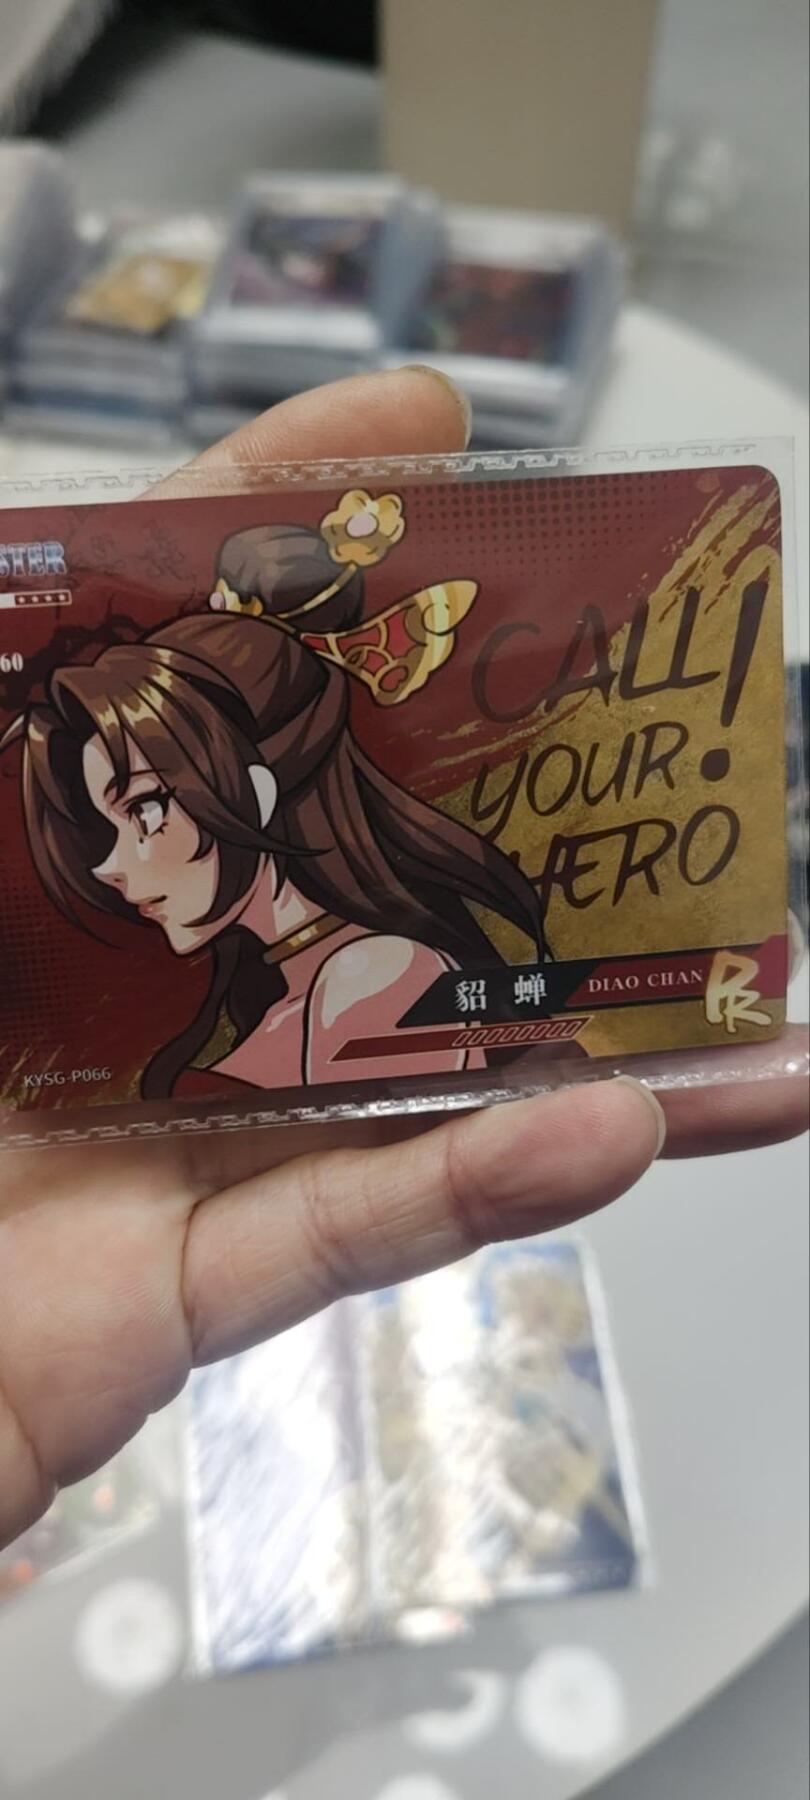 STER
60
CALL!
YOUR
HERO
貂 蝉
DIAO CHAN
PR
KYSG-P066